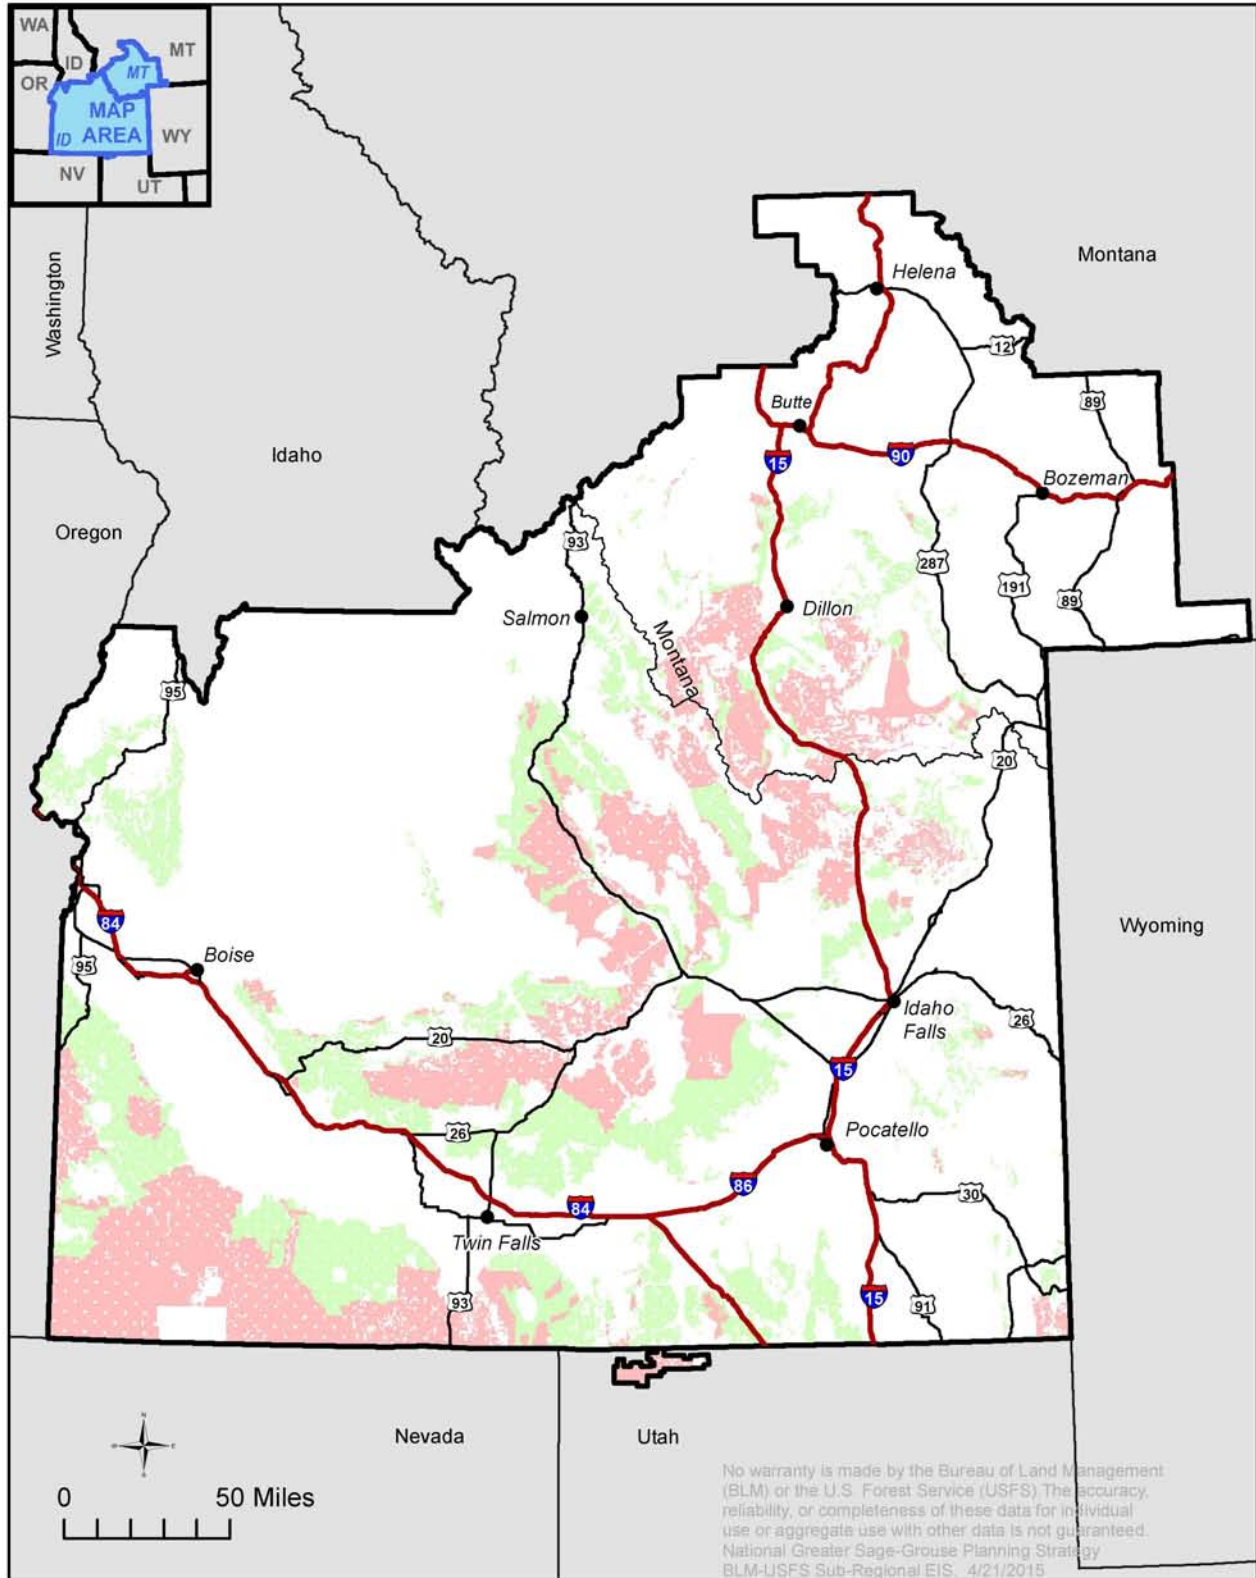 WA
MT
ID
MT
OR
MAP
AREA
ID
WY
NV
UT
Washington
Helena
Montana
12
Butte
89
Idaho
15
90
Bozeman
Oregon
93
287
191
89
Salmon
Dillon
Montana
95
20
84
Wyoming
Boise
95
Idaho
Falls
26
20
15
26
Pocatello
86
30
84
Twin Falls
93
15
91
Nevada
Utah
N
W
E
S
0
50 Miles
No warranty is made by the Bureau of Land Management
(BLM) or the U.S. Forest Service (USFS).The accuracy,
reliability, or completeness of these data for individual
use or aggregate use with other data is not guaranteed.
National Greater Sage-Grouse Planning Strategy
BLM-USFS Sub-Regional EIS. 4/21/2015